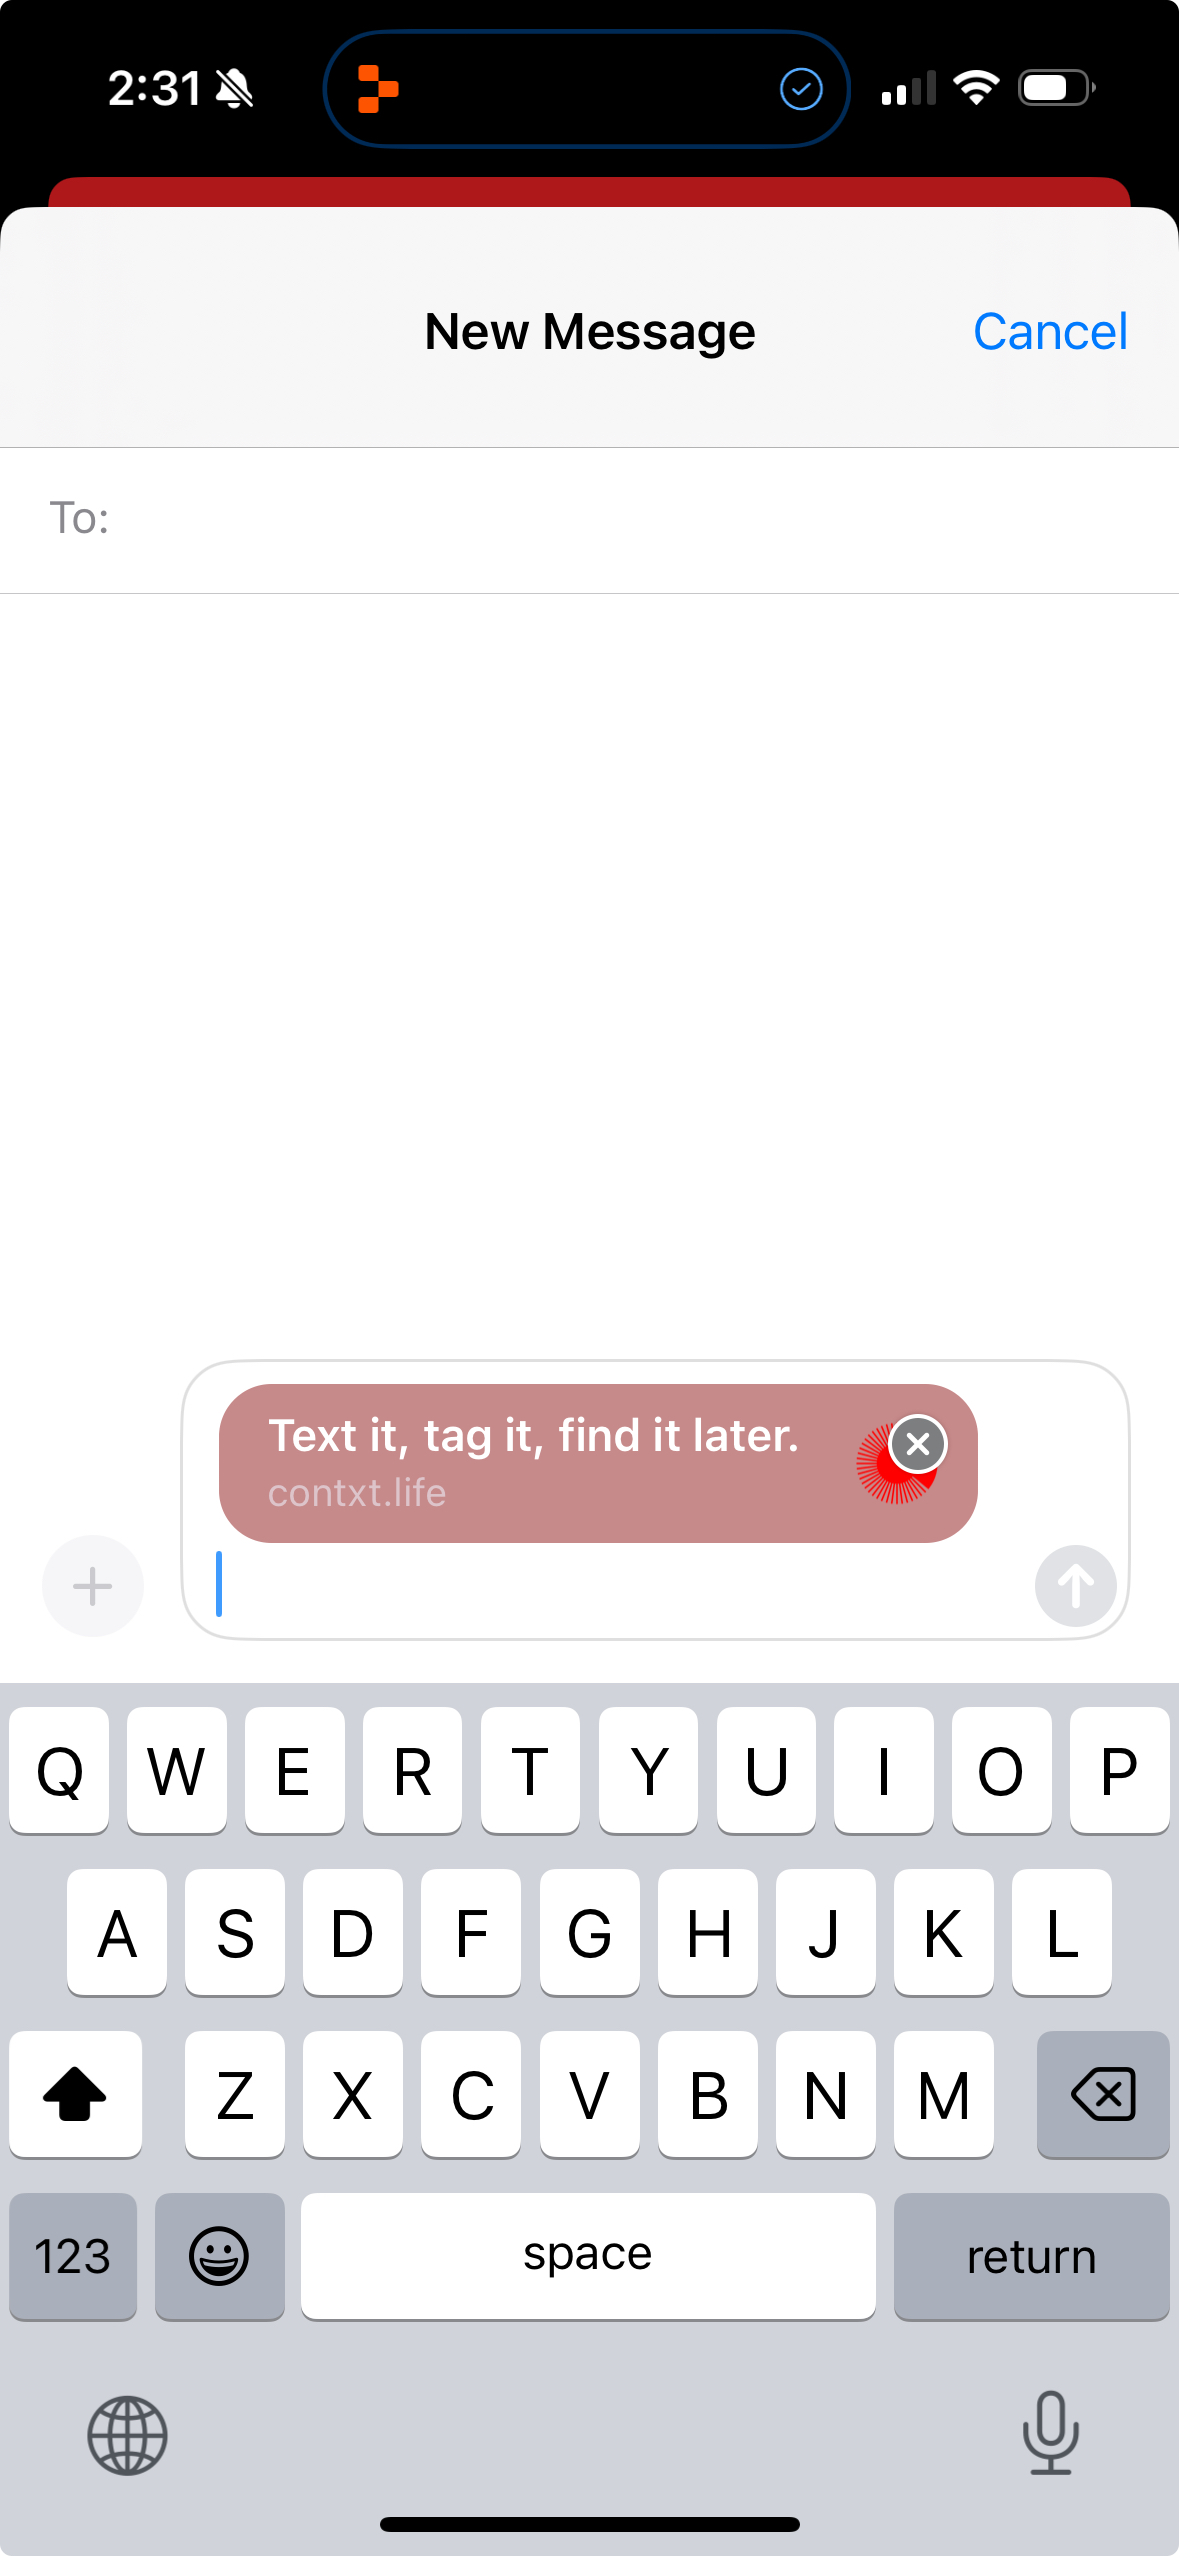 2:31
New Message
Cancel
To:
Text it, tag it, find it later.
contxt.life
Q W E R T Y U I O P
A S D F G H J K L
Z X C V B N M
123
space
return